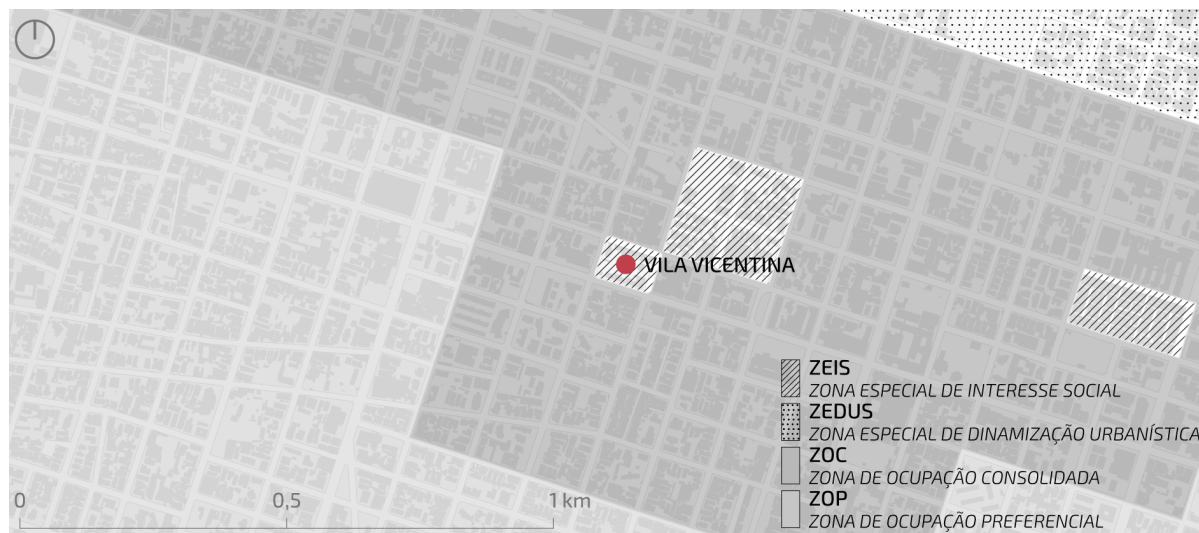 VILA VICENTINA
ZEIS
ZONA ESPECIAL DE INTERESSE SOCIAL
ZEDUS
ZONA ESPECIAL DE DINAMIZAÇÃO URBANÍSTICA
ZOC
ZONA DE OCUPAÇÃO CONSOLIDADA
ZOP
ZONA DE OCUPAÇÃO PREFERENCIAL
0 0,5 1 km